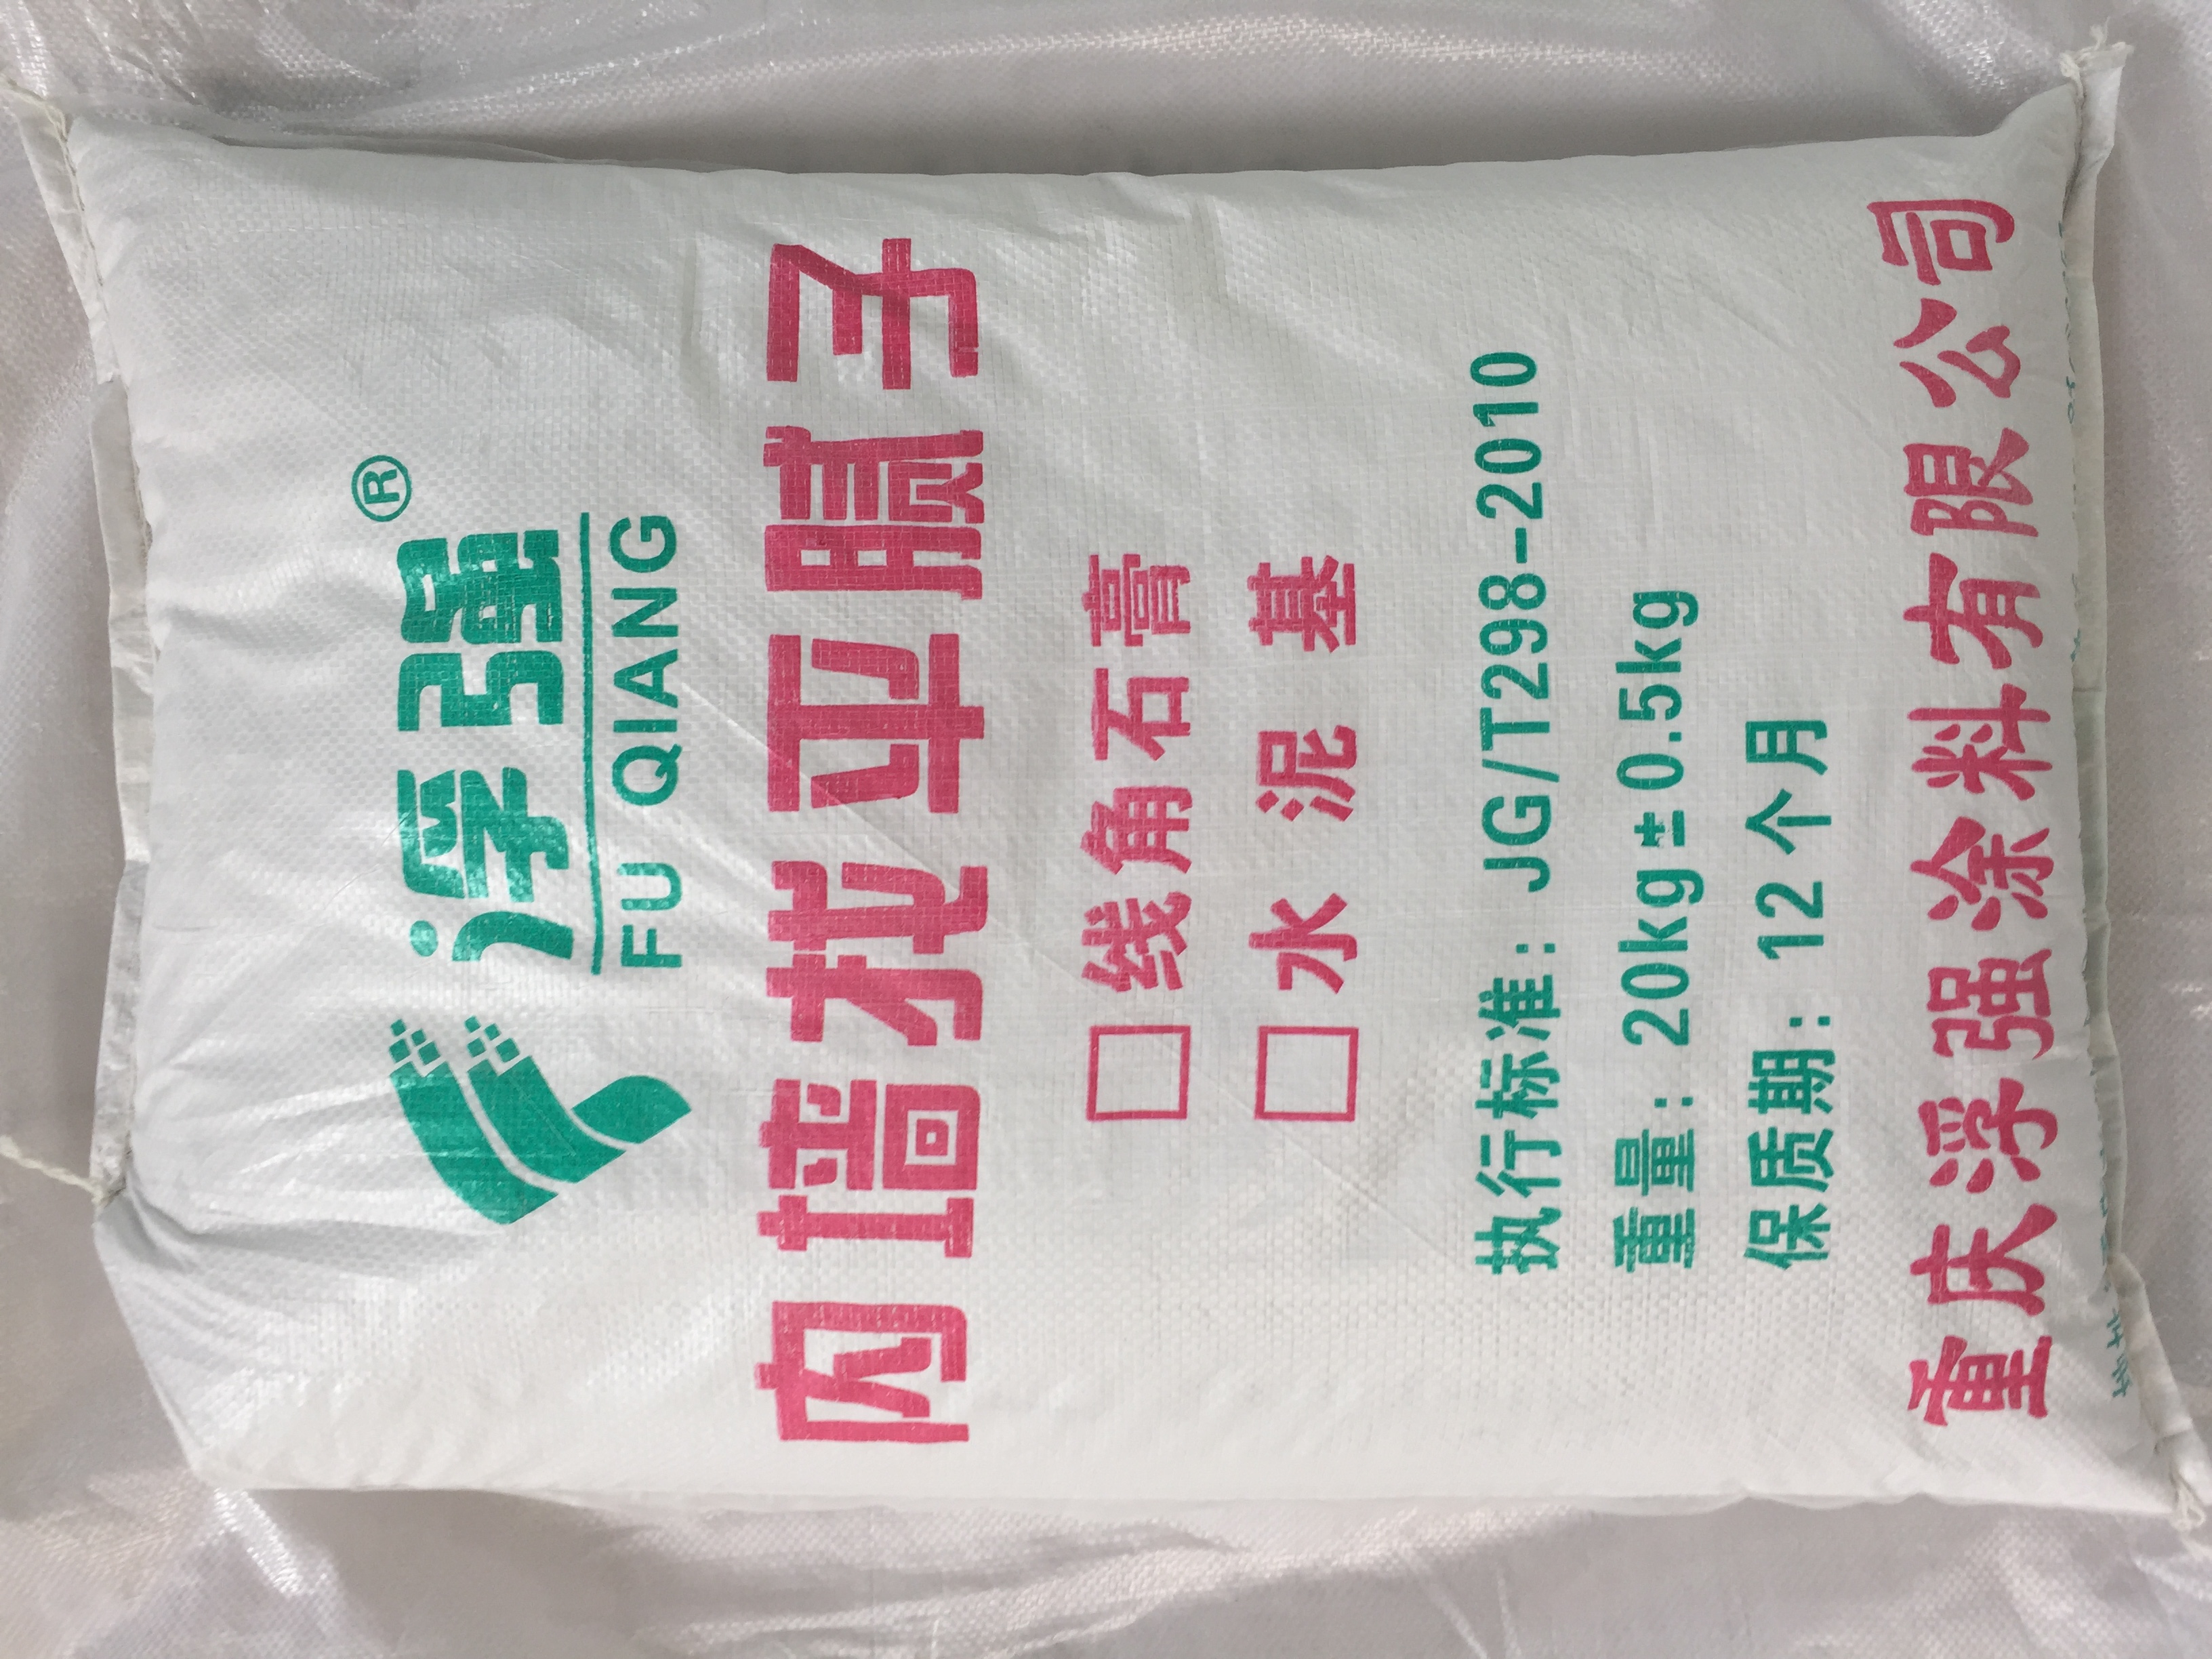 浮强®
FU QIANG
内墙找平腻子
□线角石膏
□水泥基
执行标准：JG/T298-2010
重量：20kg±0.5kg
保质期：12个月
重庆浮强涂料有限公司